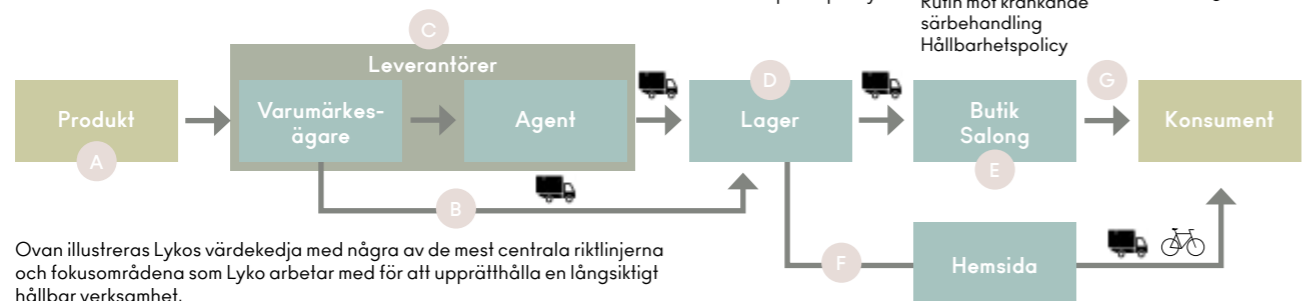 Rutin mot kränkande
särbehandling
Hållbarhetspolicy
C
Leverantörer
D
G
Produkt
Varumärkes-
ägare
Agent
Lager
Butik
Salong
Konsument
A
E
B
Ovan illustreras Lykos värdekedja med några av de mest centrala riktlinjerna
och fokusområdena som Lyko arbetar med för att upprätthålla en långsiktigt
hållbar verksamhet.
F
Hemsida